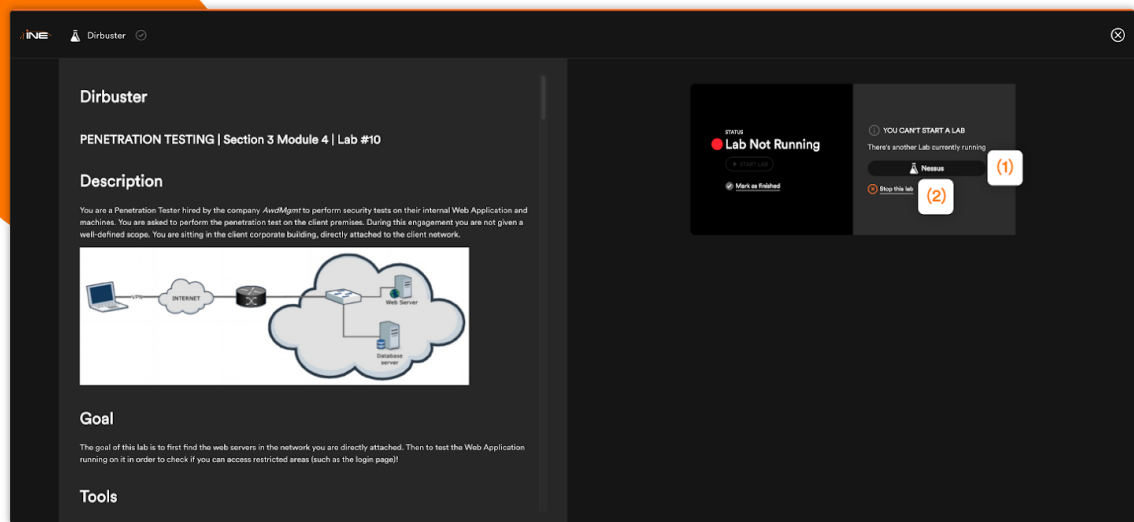 INE
Dirbuster
Dirbuster
PENETRATION TESTING | Section 3 Module 4 | Lab #10
Description
You are a Penetration Tester hired by the company AwdMgmt to perform security tests on their internal Web Application and
machines. You are asked to perform the penetration test on the client premises. During this engagement you are not given a
well-defined scope. You are sitting in the client corporate building, directly attached to the client network.
VPN
INTERNET
Web Server
Database
server
Goal
The goal of this lab is to first find the web servers in the network you are directly attached. Then to test the Web Application
running on it in order to check if you can access restricted areas (such as the login page)!
Tools
STATUS
Lab Not Running
START LAB
Mark as finished
YOU CAN'T START A LAB
There's another Lab currently running
Nessus
(1)
Stop this lab
(2)